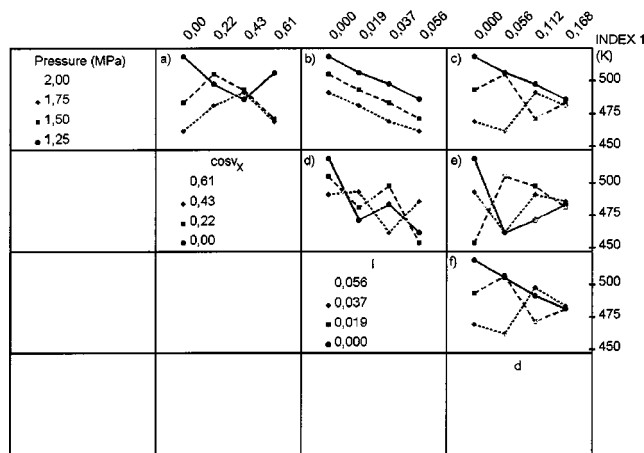 0,00 0,22 0,43 0,61 0,000 0,019 0,037 0,056 0,000 0,056 0,112 0,168
INDEX 1
(K)
Pressure (MPa)
2,00
1,75
1,50
1,25
a)
b)
c)
500
475
450
cosνX
0,61
0,43
0,22
0,00
d)
e)
500
475
450
I
0,056
0,037
0,019
0,000
f)
500
475
450
d